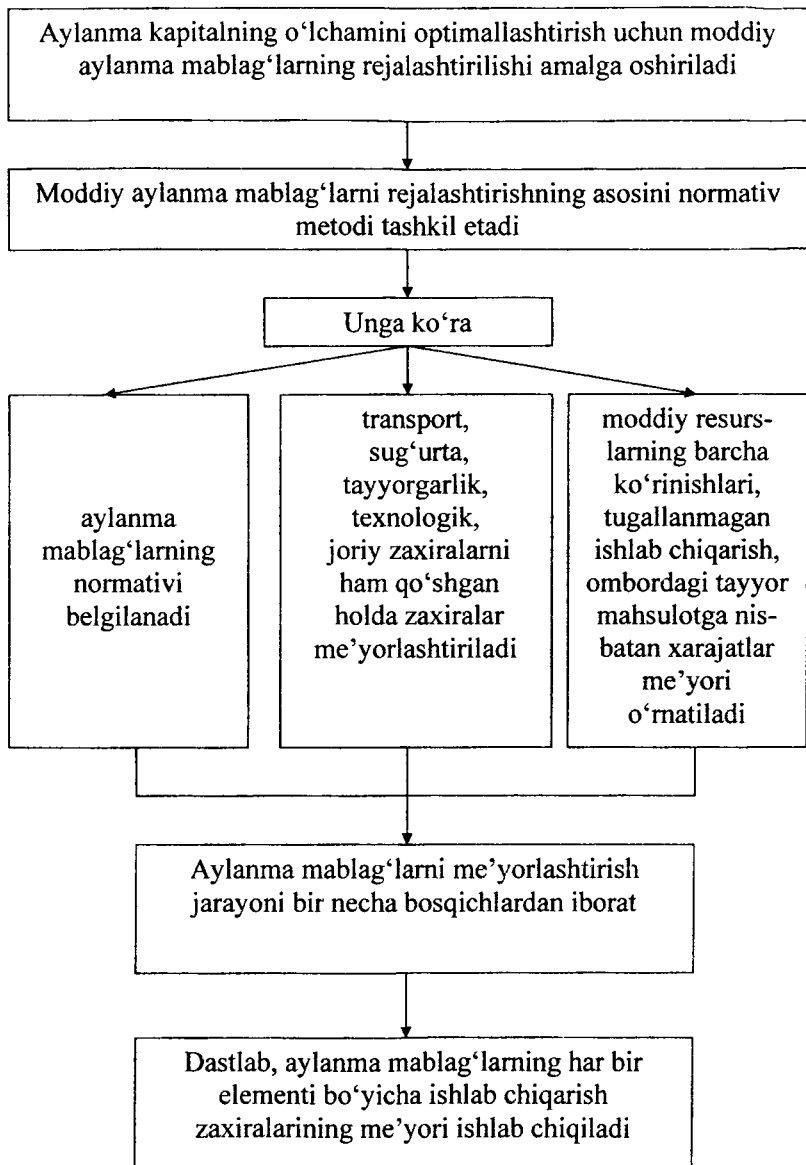 Aylanma kapitalning o‘lchamini optimallashtirish uchun moddiy
aylanma mablag‘larning rejalashtirilishi amalga oshiriladi
Moddiy aylanma mablag‘larni rejalashtirishning asosini normativ
metodi tashkil etadi
Unga ko‘ra
aylanma
mablag‘larning
normativi
belgilanadi
transport,
sug‘urta,
tayyorgarlik,
texnologik,
joriy zaxiralarni
ham qo‘shgan
holda zaxiralar
me’yorlashtiriladi
moddiy resurs-
larning barcha
ko‘rinishlari,
tugallanmagan
ishlab chiqarish,
ombordagi tayyor
mahsulotga nis-
batan xarajatlar
me’yori
o‘rnatiladi
Aylanma mablag‘larni me’yorlashtirish
jarayoni bir necha bosqichlardan iborat
Dastlab, aylanma mablag‘larning har bir
elementi bo‘yicha ishlab chiqarish
zaxiralarining me’yori ishlab chiqiladi